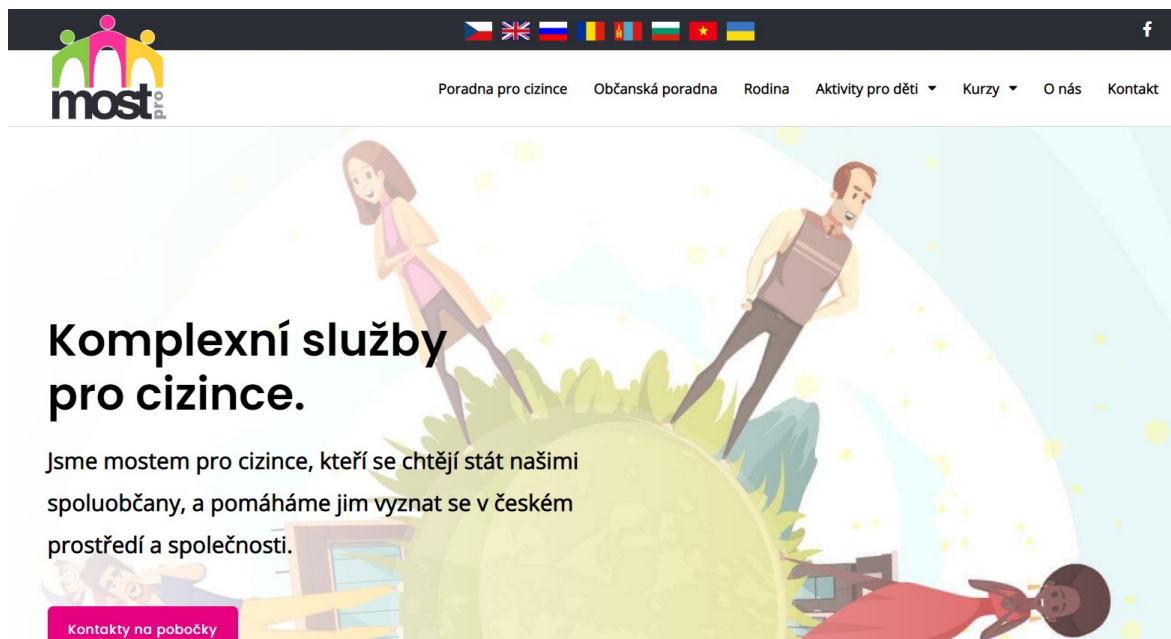 most pro
Poradna pro cizince Občanská poradna Rodina Aktivity pro děti Kurzy O nás Kontakt
Komplexní služby
pro cizince.
Jsme mostem pro cizince, kteří se chtějí stát našimi
spoluobčany, a pomáháme jim vyznat se v českém
prostředí a společnosti.
Kontakty na pobočky